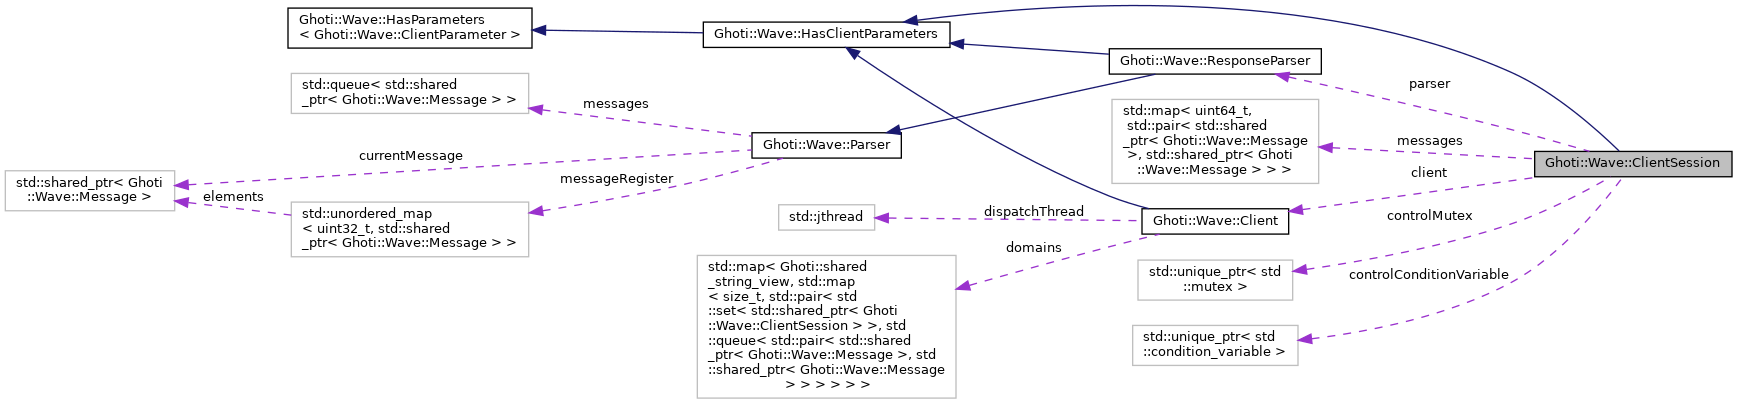 Ghoti::Wave::HasParameters
< Ghoti::Wave::ClientParameter >
Ghoti::Wave::HasClientParameters
Ghoti::Wave::ResponseParser
parser
std::queue< std::shared
_ptr< Ghoti::Wave::Message > >
messages
std::map< uint64_t,
std::pair< std::shared
_ptr< Ghoti::Wave::Message
>, std::shared_ptr< Ghoti
::Wave::Message > > >
messages
Ghoti::Wave::Parser
Ghoti::Wave::ClientSession
currentMessage
messageRegister
client
std::shared_ptr< Ghoti
::Wave::Message >
elements
std::unordered_map
< uint32_t, std::shared
_ptr< Ghoti::Wave::Message > >
std::jthread
dispatchThread
Ghoti::Wave::Client
controlMutex
domains
std::map< Ghoti::shared
_string_view, std::map
< size_t, std::pair< std
::set< std::shared_ptr< Ghoti
::Wave::ClientSession > >, std
::queue< std::pair< std::shared
_ptr< Ghoti::Wave::Message >, std
::shared_ptr< Ghoti::Wave::Message
> > > > > >
std::unique_ptr< std
::mutex >
controlConditionVariable
std::unique_ptr< std
::condition_variable >